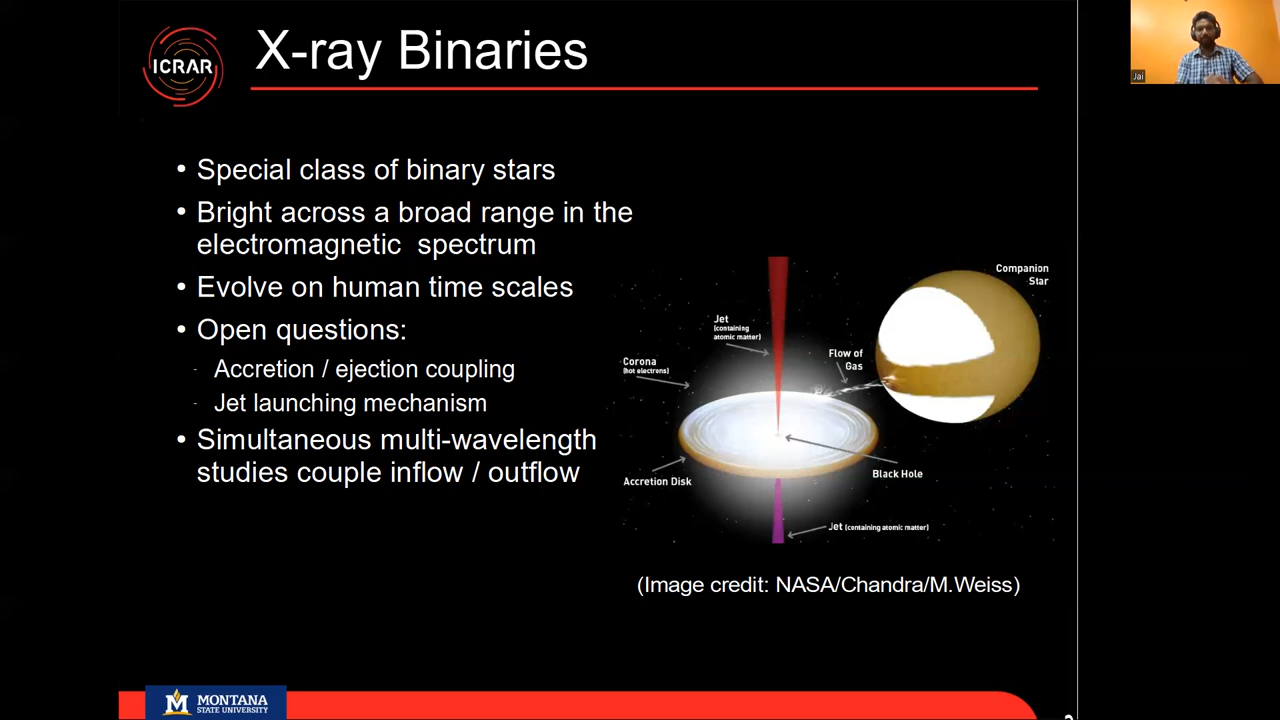 ICRAR
X-ray Binaries
Jai
• Special class of binary stars
• Bright across a broad range in the
electromagnetic spectrum
• Evolve on human time scales
• Open questions:
- Accretion / ejection coupling
- Jet launching mechanism
• Simultaneous multi-wavelength
studies couple inflow / outflow
Companion
Star
Jet
(containing
atomic matter)
Flow of
Gas
Corona
(hot electrons)
Black Hole
Accretion Disk
Jet (containing atomic matter)
(Image credit: NASA/Chandra/M.Weiss)
M MONTANA
STATE UNIVERSITY